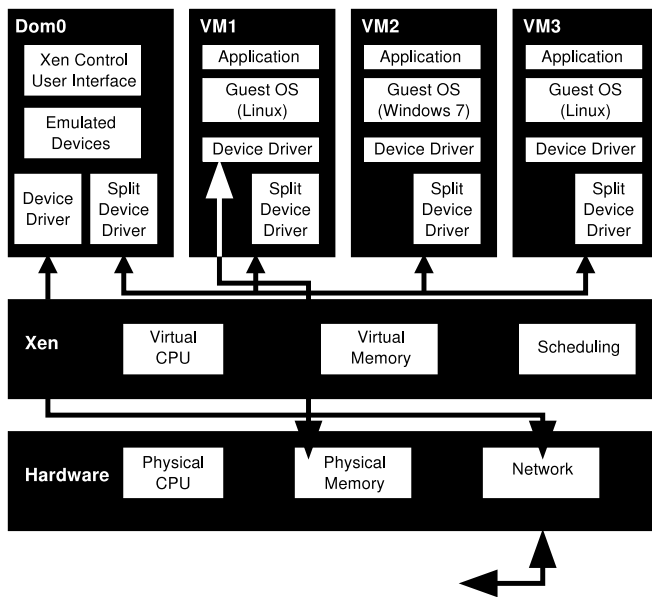 Dom0
Xen Control
User Interface
Emulated
Devices
Device
Driver
Split
Device
Driver
VM1
Application
Guest OS
(Linux)
Device Driver
Split
Device
Driver
VM2
Application
Guest OS
(Windows 7)
Device Driver
Split
Device
Driver
VM3
Application
Guest OS
(Linux)
Device Driver
Split
Device
Driver
Xen
Virtual
CPU
Virtual
Memory
Scheduling
Hardware
Physical
CPU
Physical
Memory
Network